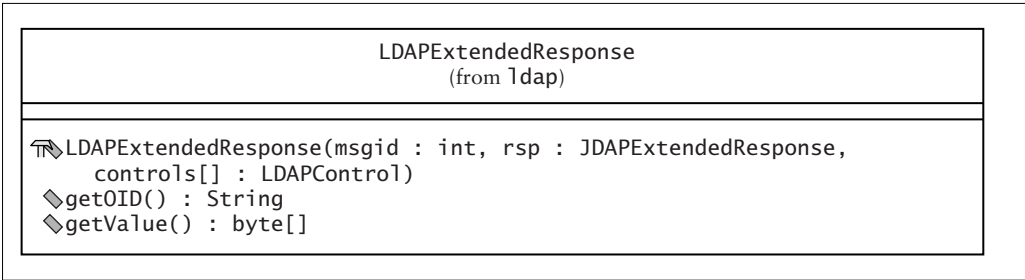 LDAPExtendedResponse
(from ldap)
LDAPExtendedResponse(msgid : int, rsp : JDAPExtendedResponse,
controls[] : LDAPControl)
getOID() : String
getValue() : byte[]